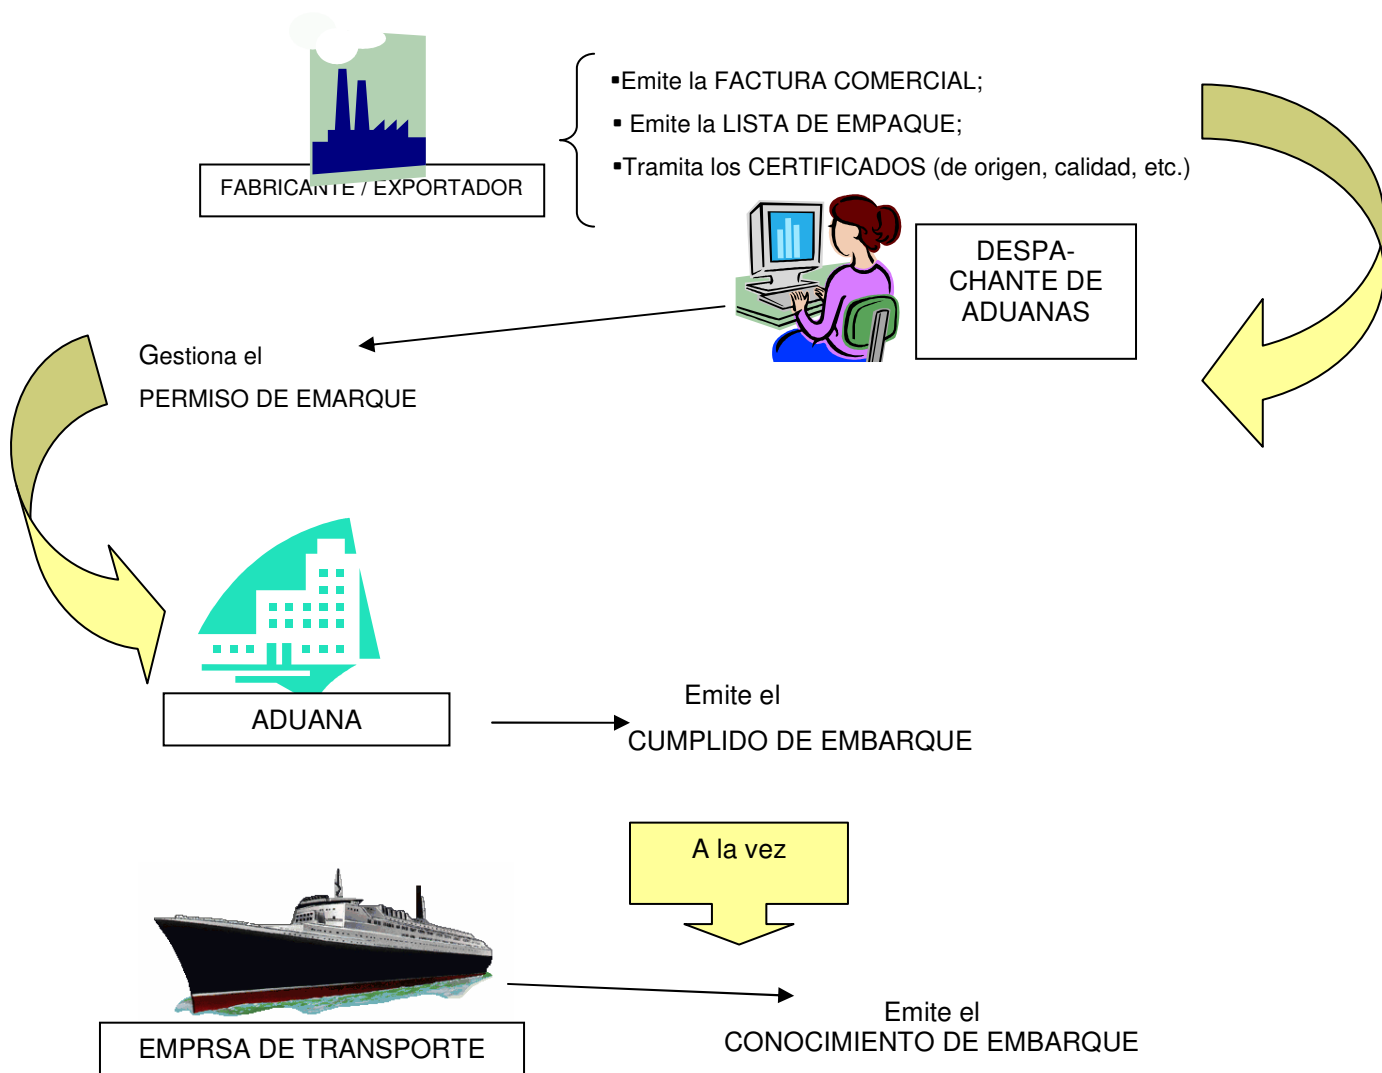 ▪Emite la FACTURA COMERCIAL;
▪ Emite la LISTA DE EMPAQUE;
▪Tramita los CERTIFICADOS (de origen, calidad, etc.)
FABRICANTE / EXPORTADOR
DESPA-
CHANTE DE
ADUANAS
Gestiona el
PERMISO DE EMARQUE
ADUANA
Emite el
CUMPLIDO DE EMBARQUE
A la vez
EMPRSA DE TRANSPORTE
Emite el
CONOCIMIENTO DE EMBARQUE